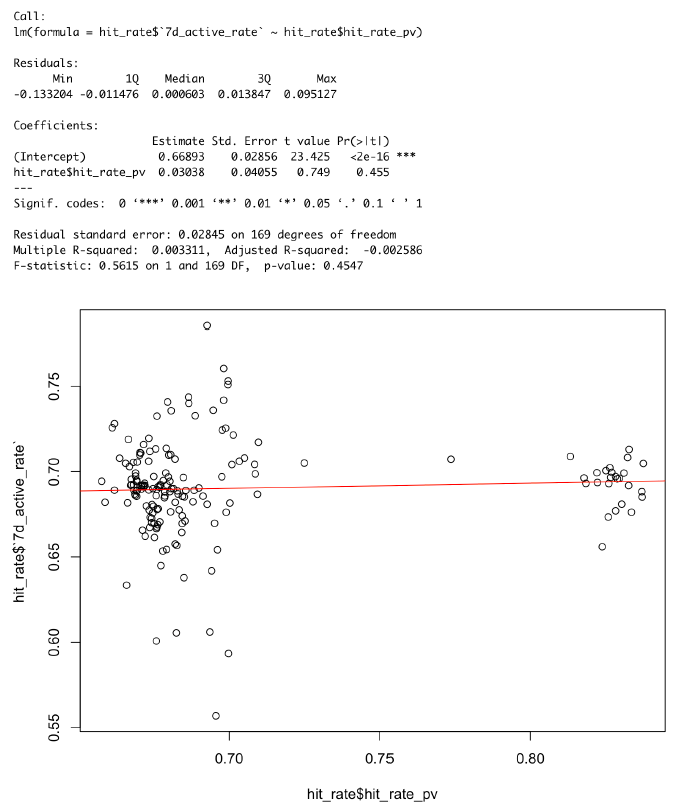 Call:
lm(formula = hit_rate$`7d_active_rate` ~ hit_rate$hit_rate_pv)
Residuals:
Min 1Q Median 3Q Max
-0.133204 -0.011476 0.000603 0.013847 0.095127
Coefficients:
Estimate Std. Error t value Pr(>|t|)
(Intercept) 0.66893 0.02856 23.425 <2e-16 ***
hit_rate$hit_rate_pv 0.03038 0.04055 0.749 0.455
---
Signif. codes: 0 ‘***’ 0.001 ‘**’ 0.01 ‘*’ 0.05 ‘.’ 0.1 ‘ ’ 1
Residual standard error: 0.02845 on 169 degrees of freedom
Multiple R-squared: 0.003311, Adjusted R-squared: -0.002586
F-statistic: 0.5615 on 1 and 169 DF, p-value: 0.4547
hit_rate$`7d_active_rate`
0.75
0.70
0.65
0.60
0.55
0.70 0.75 0.80
hit_rate$hit_rate_pv